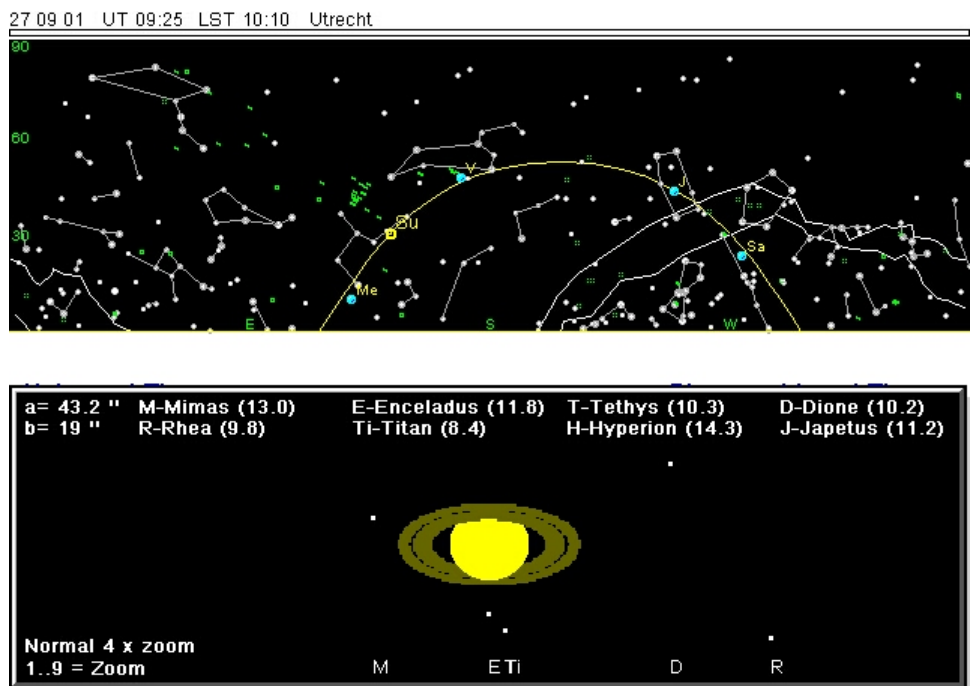 27 09 01 UT 09:25 LST 10:10 Utrecht
90
60
V
J
30
Su
Sa
Me
E S W
a= 43.2 " M-Mimas (13.0) E-Enceladus (11.8) T-Tethys (10.3) D-Dione (10.2)
b= 19 " R-Rhea (9.8) Ti-Titan (8.4) H-Hyperion (14.3) J-Japetus (11.2)
Normal 4 x zoom
1..9 = Zoom M E Ti D R